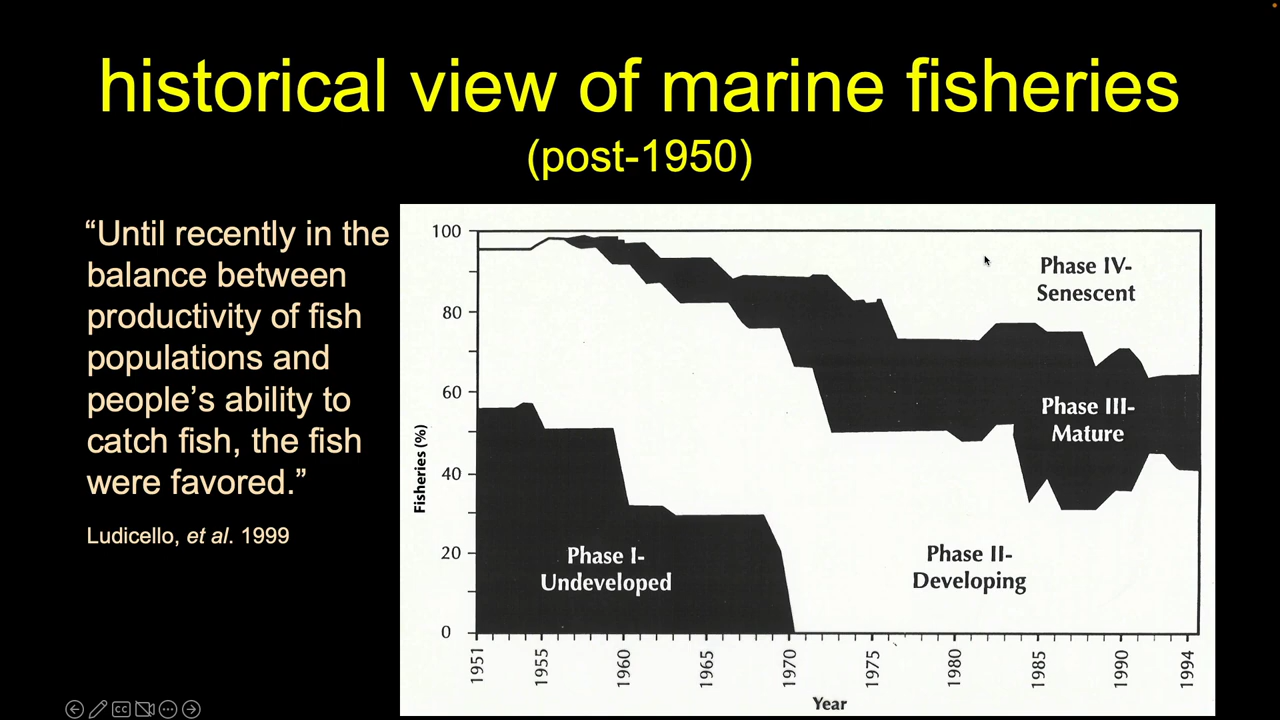 historical view of marine fisheries
(post-1950)
“Until recently in the
balance between
productivity of fish
populations and
people’s ability to
catch fish, the fish
were favored.”
Ludicello, et al. 1999
100
80
60
40
20
0
Fisheries (%)
Phase IV-
Senescent
Phase III-
Mature
Phase I-
Undeveloped
Phase II-
Developing
1951
1955
1960
1965
1970
1975
1980
1985
1990
1994
Year
CC